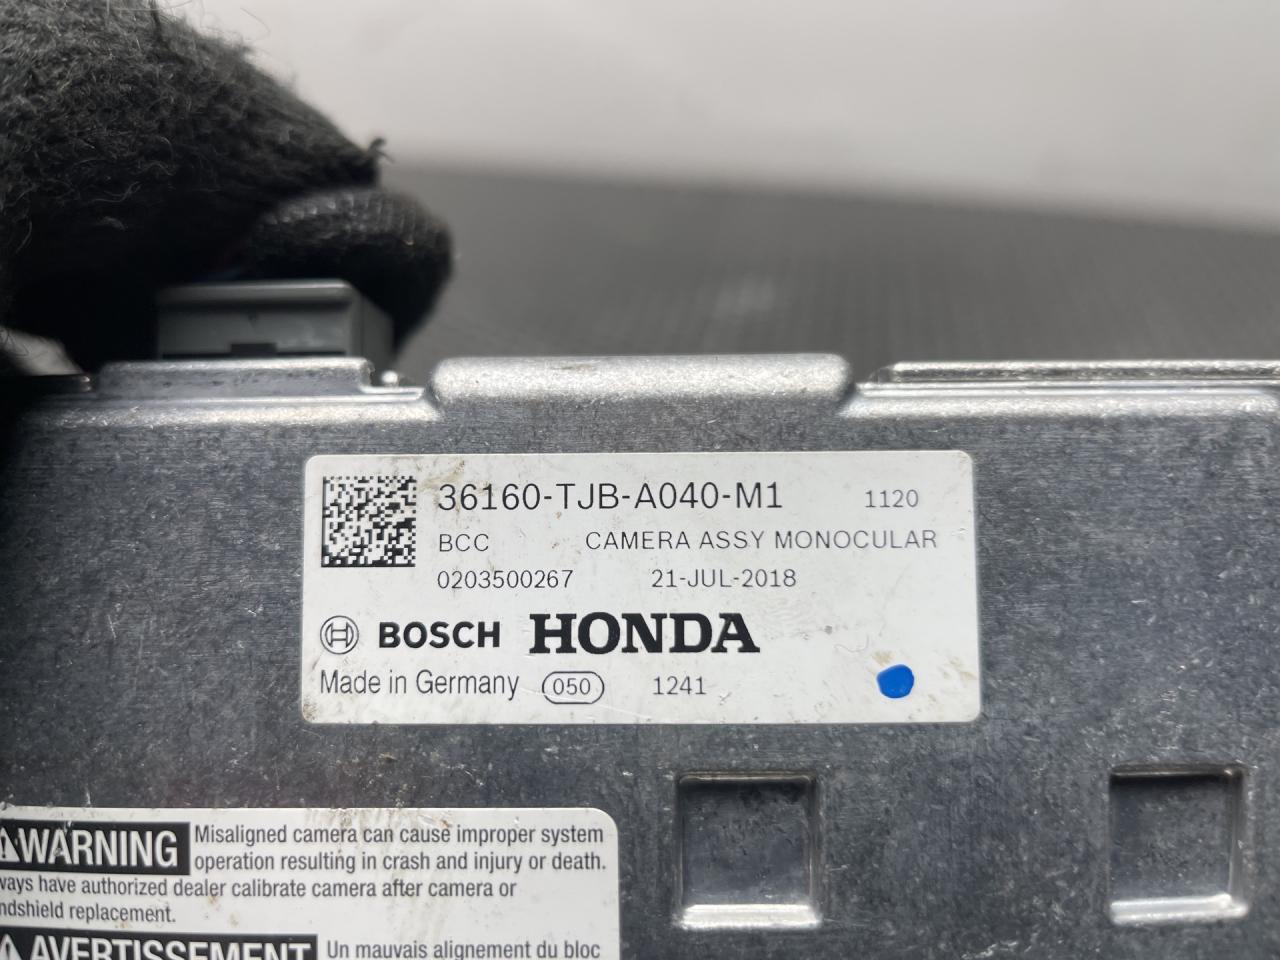 36160-TJB-A040-M1 1120
BCC CAMERA ASSY MONOCULAR
0203500267 21-JUL-2018
BOSCH HONDA
Made in Germany 050 1241
WARNING Misaligned camera can cause improper system
operation resulting in crash and injury or death.
ways have authorized dealer calibrate camera after camera or
ndshield replacement.
AVERTISSEMENT Un mauvais alignement du bloc